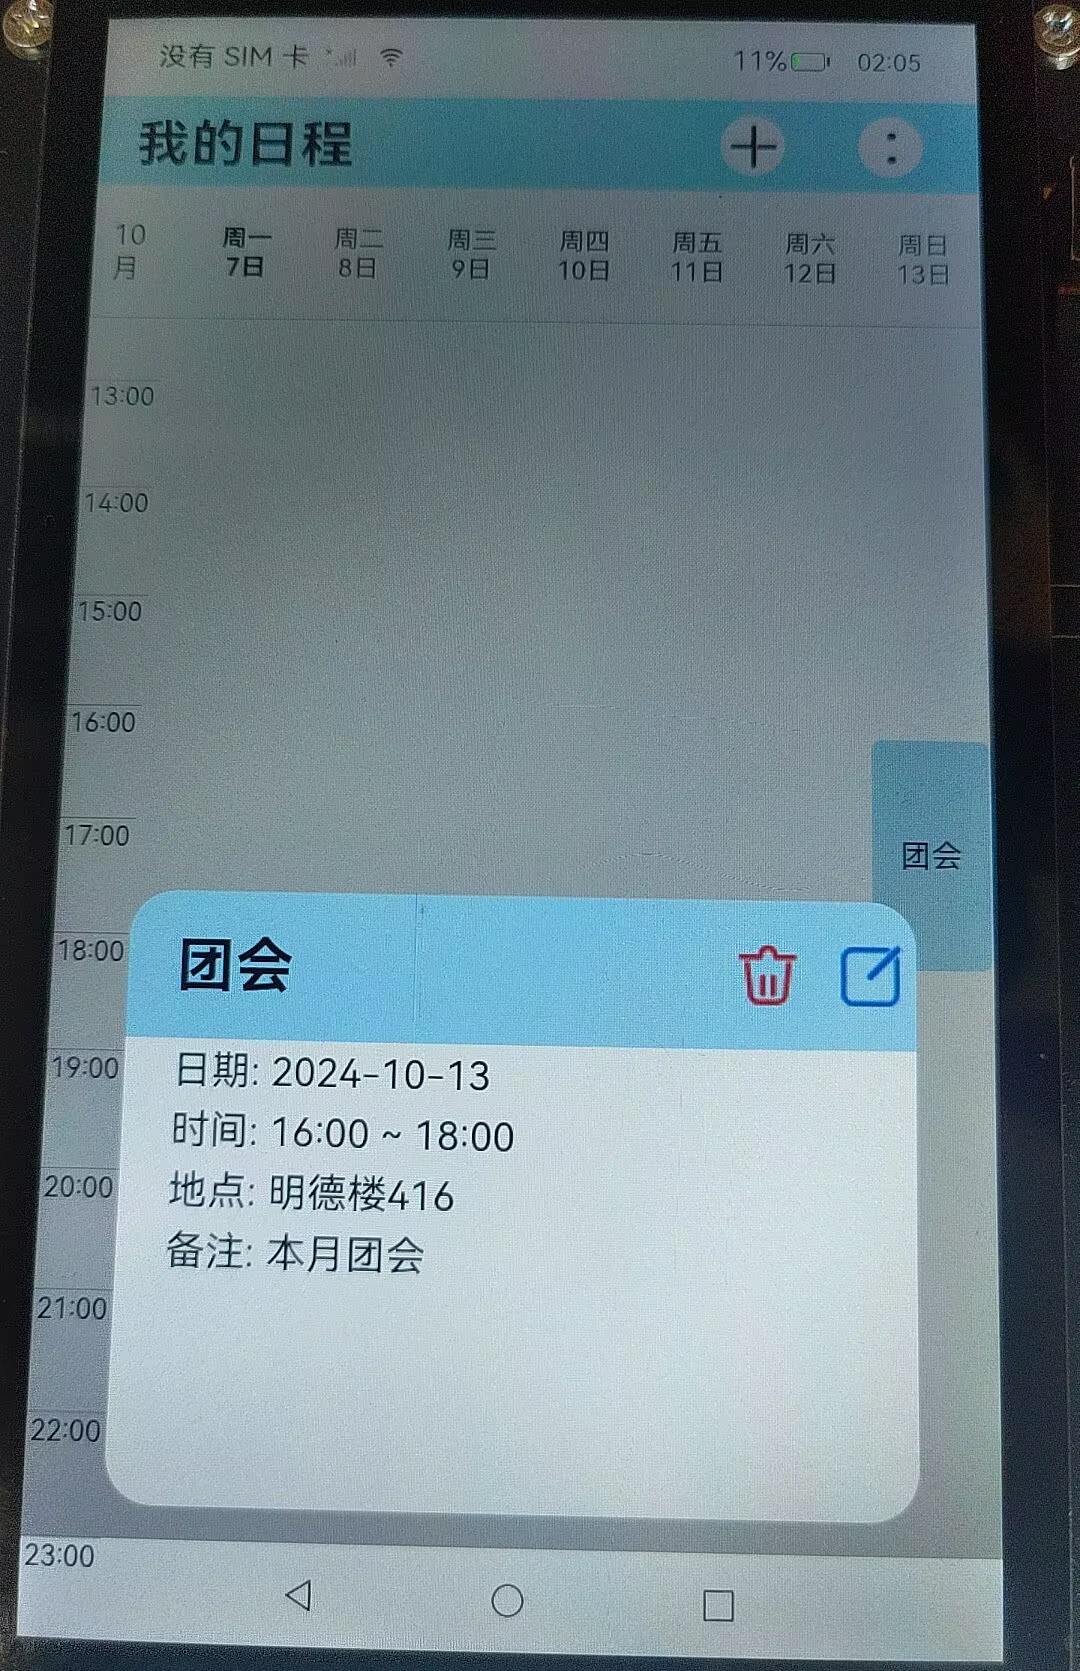 没有 SIM 卡
11%
02:05
我的日程
10月
周一 7日
周二 8日
周三 9日
周四 10日
周五 11日
周六 12日
周日 13日
13:00
14:00
15:00
16:00
17:00
团会
18:00
团会
19:00
日期: 2024-10-13
时间: 16:00 ~ 18:00
20:00
地点: 明德楼416
备注: 本月团会
21:00
22:00
23:00